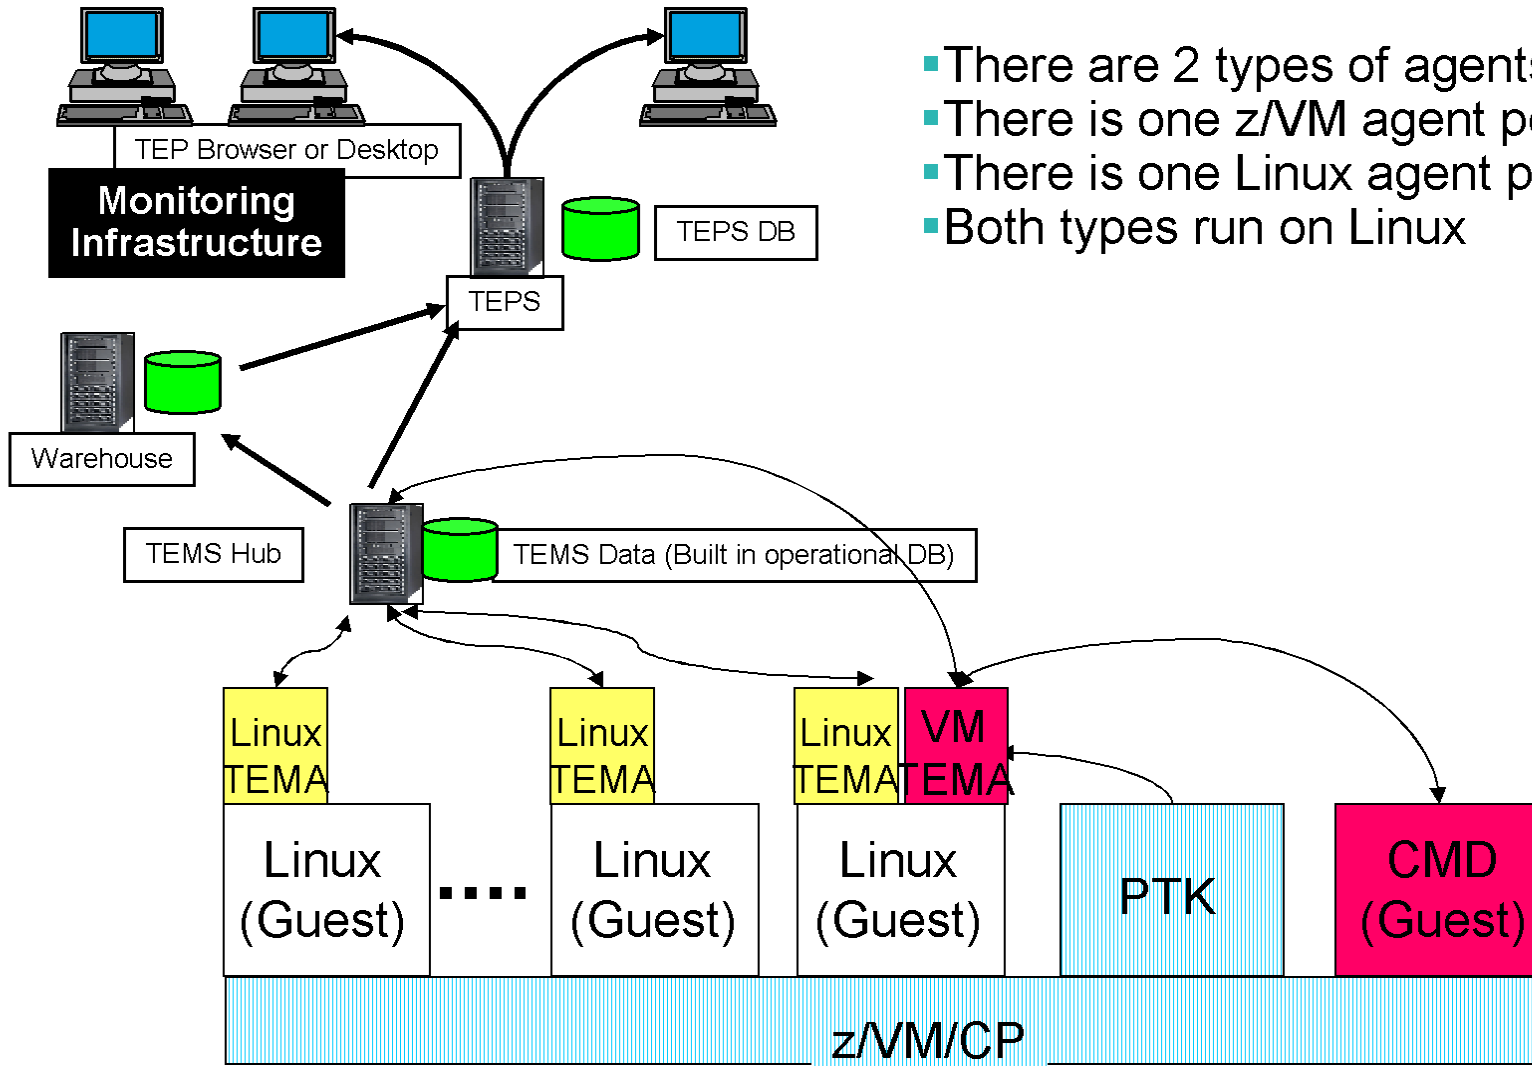 ▪There are 2 types of agents
▪There is one z/VM agent
▪There is one Linux agent
▪Both types run on Linux
TEP Browser or Desktop
Monitoring
Infrastructure
TEPS DB
TEPS
Warehouse
TEMS Hub
TEMS Data (Built in operational DB)
Linux
TEMA
Linux
TEMA
Linux
TEMA
VM
TEMA
Linux
(Guest)
....
Linux
(Guest)
Linux
(Guest)
PTK
CMD
(Guest)
z/VM/CP